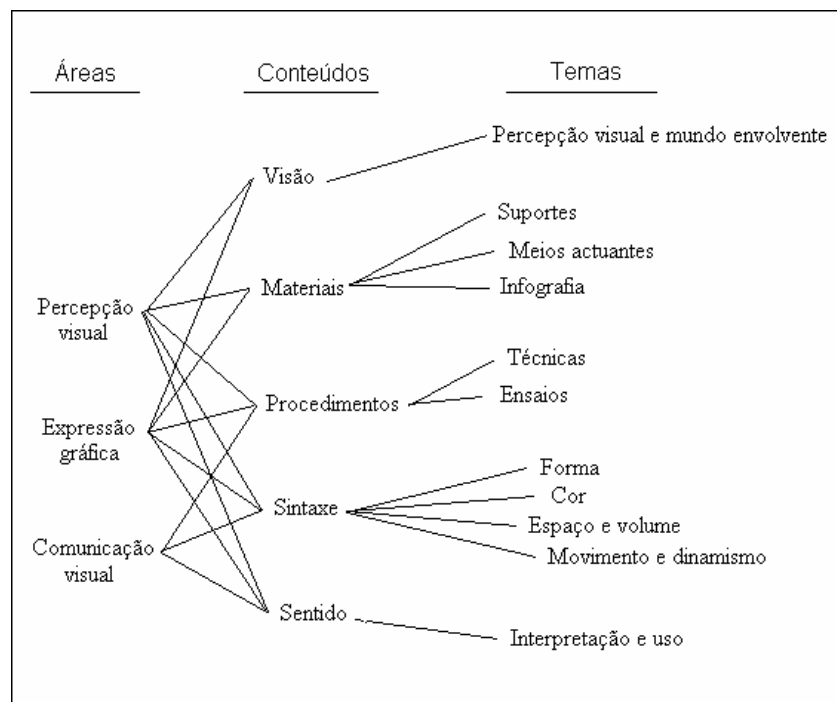 Áreas
Conteúdos
Temas
Percepção visual e mundo envolvente
Visão
Suportes
Meios actuantes
Materiais
Infografia
Percepção
visual
Técnicas
Procedimentos
Ensaios
Expressão
gráfica
Forma
Cor
Sintaxe
Espaço e volume
Movimento e dinamismo
Comunicação
visual
Sentido
Interpretação e uso